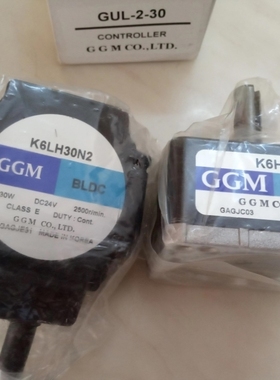 GUL-2-30
CONTROLLER
G G M CO.,LTD.
K6LH30N2
GGM
BLDC
30W DC24V 2500r/min.
CLASS E DUTY : Cont.
G G M CO.,LTD.
MADE IN KOREA
K6H
GGM
G G M CO
GAGJC03